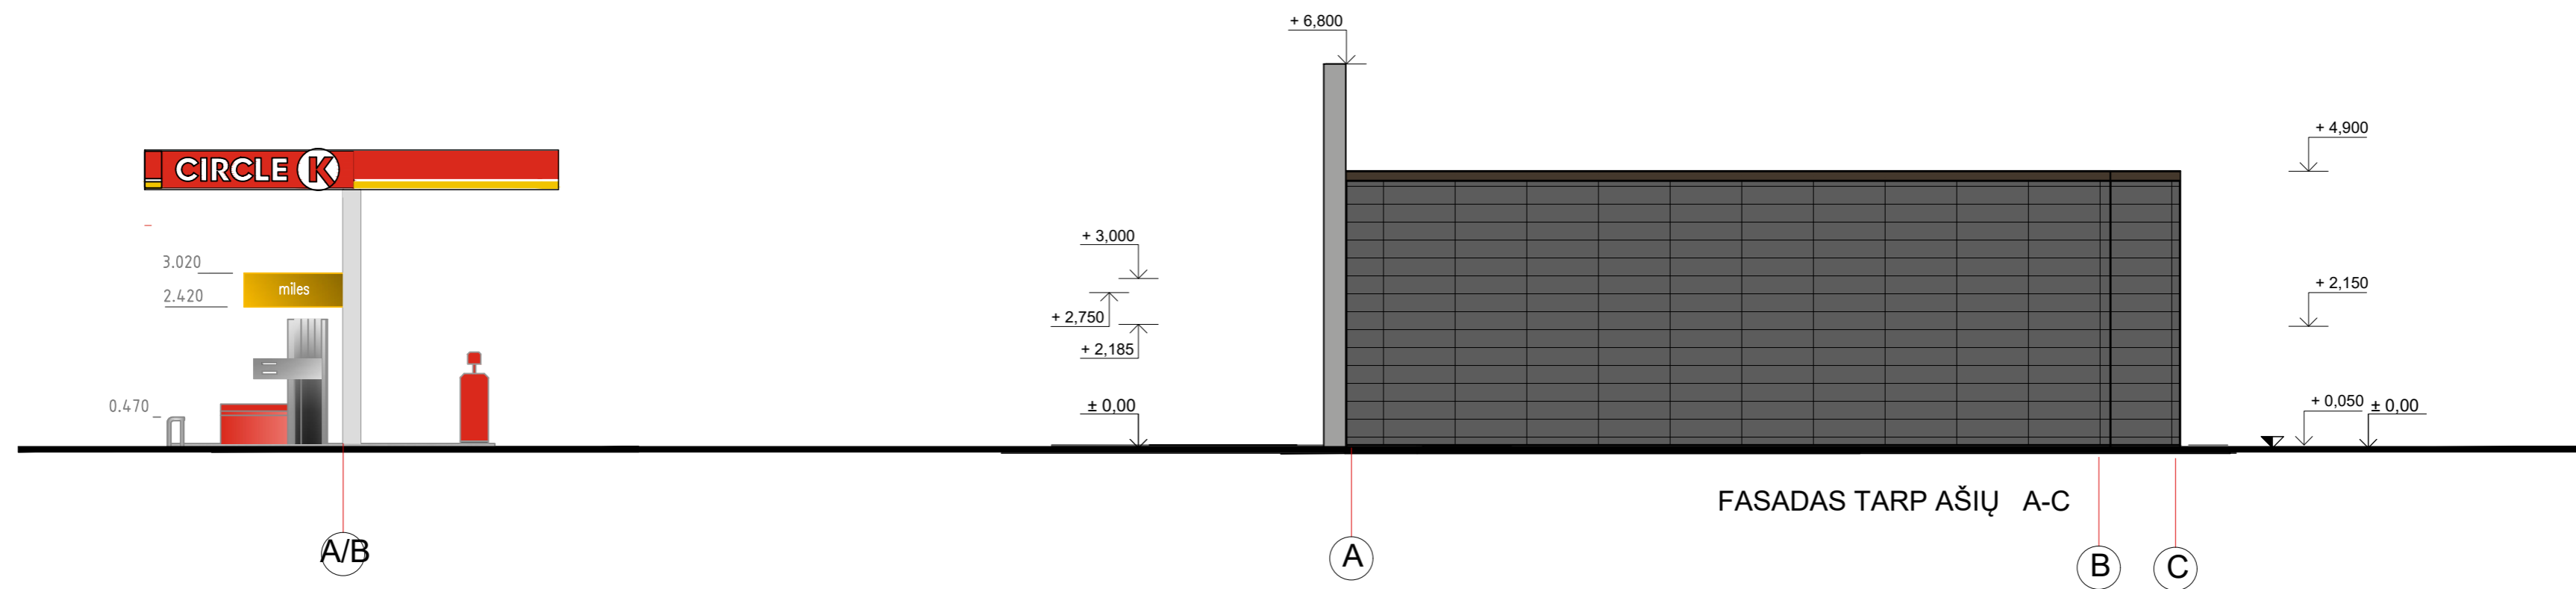 + 6,800
+ 4,900
CIRCLE K
+ 3,000
3.020
miles
2.420
+ 2,150
+ 2,750
+ 2,185
0.470
± 0,00
+ 0,050
± 0,00
FASADAS TARP AŠIŲ A-C
A/B
A
B
C